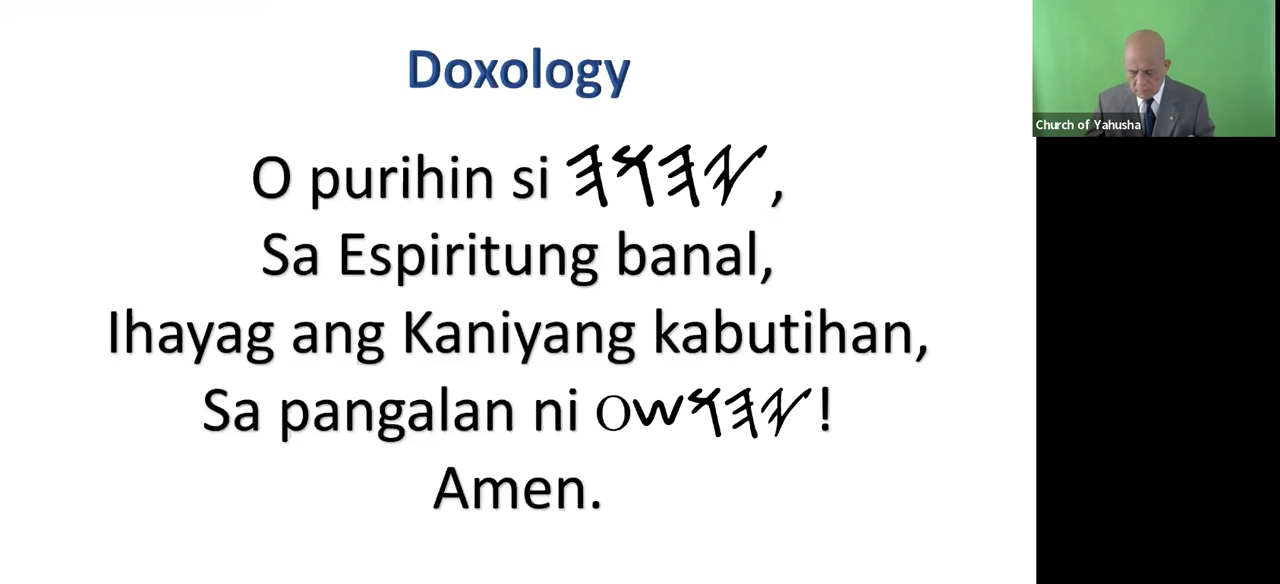 Doxology
O purihin si 𐤉𐤄𐤅𐤄 ,
Sa Espiritung banal,
Ihayag ang Kaniyang kabutihan,
Sa pangalan ni 𐤉𐤄𐤅𐤔𐤏 !
Amen.
Church of Yahusha